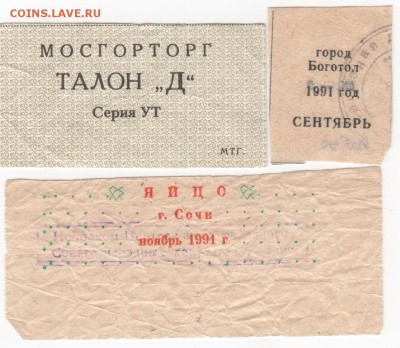 COINS.LAVE.RU
МОСГОРТОРГ
ТАЛОН „Д“
Серия УТ
МТГ.
город
Боготол
1991 год
СЕНТЯБРЬ
ЯЙЦО
г. Сочи
ноябрь 1991 г